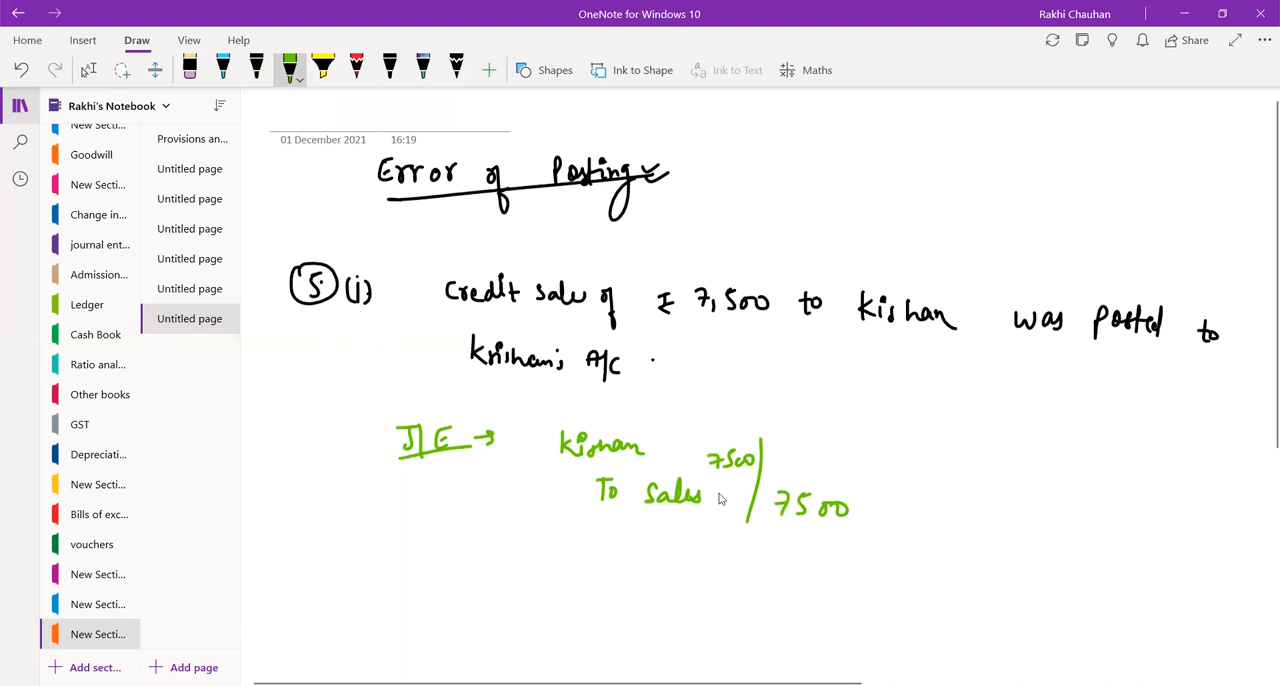 OneNote for Windows 10
Rakhi Chauhan
Home Insert Draw View Help
Share
Shapes Ink to Shape Ink to Text Maths
Rakhi's Notebook
New Secti...
Goodwill
New Secti...
Change in...
journal ent...
Admission...
Ledger
Cash Book
Ratio anal...
Other books
GST
Depreciati...
New Secti...
Bills of exc...
vouchers
New Secti...
New Secti...
New Secti...
Add sect...
Provisions an...
Untitled page
Untitled page
Untitled page
Untitled page
Untitled page
Untitled page
Add page
01 December 2021 16:19
Error of Posting
5. (i) Credit sale of ₹ 7,500 to Kishan was posted to
Krishan's A/C .
J/E → Kishan 7500
To Sales 7500